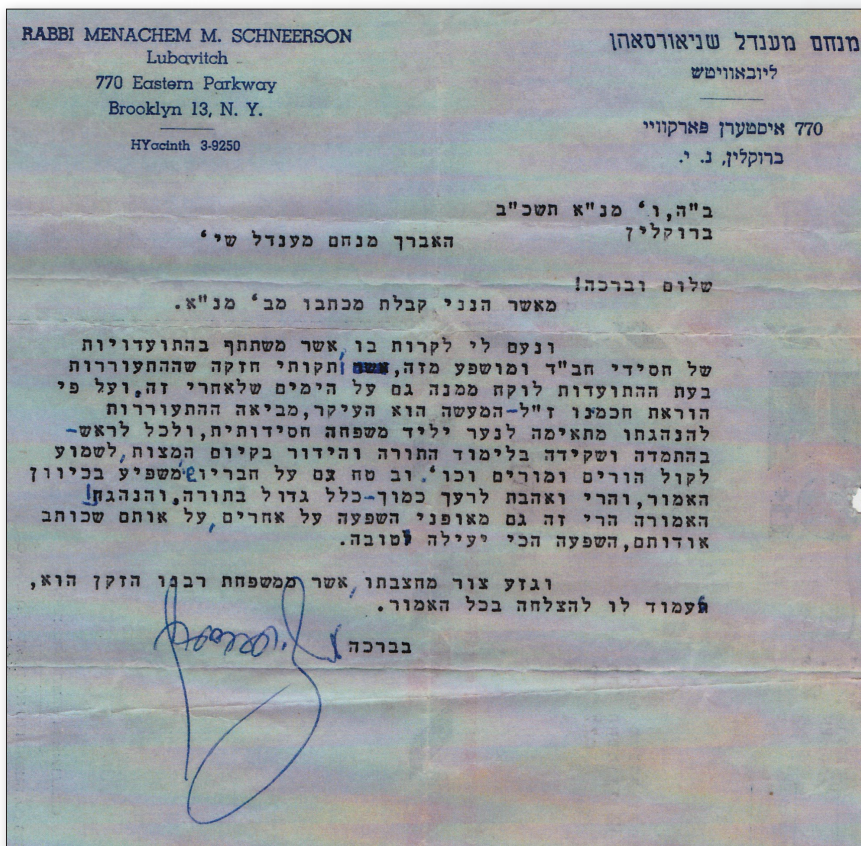 RABBI MENACHEM M. SCHNEERSON
Lubavitch
770 Eastern Parkway
Brooklyn 13, N. Y.
HYacinth 3-9250
מנחם מענדל שניאורסאהן
ליובאוויטש
770 איסטערן פארקוויי
ברוקלין, נ. י.
ב"ה, ו' מנ"א תשכ"ב
ברוקלין
האברך מנחם מענדל שי'
שלום וברכה!
מאשר הנני קבלת מכתבו מב' מנ"א.
ונעם לי לקרות בו, אשר משתתף בהתועדויות
של חסידי חב"ד ומושפע מזה, ותקותי חזקה שההתעוררות
בעת ההתועדות לוקח ממנה גם על הימים שלאחרי זה, ועל פי
הוראת חכמנו ז"ל-המעשה הוא העיקר, מביאה ההתעוררות
להנהגתו מתאימה לנער יליד משפחה חסידותית, ולכל לראש-
בהתמדה ושקידה בלימוד התורה והידור בקיום המצות, לשמוע
לקול הורים ומורים וכו'. ובטח גם על חבריו משפיע בכיוון
האמור, והרי ואהבת לרעך כמוך-כלל גדול בתורה, והנהגתו
האמורה הרי זה גם מאופני השפעה על אחרים, על אותם שכותב
אודותם, השפעה הכי יעילה לטובה.
וגזע צור מחצבתו, אשר ממשפחת רבנו הזקן הוא,
תעמוד לו להצלחה בכל האמור.
בברכה